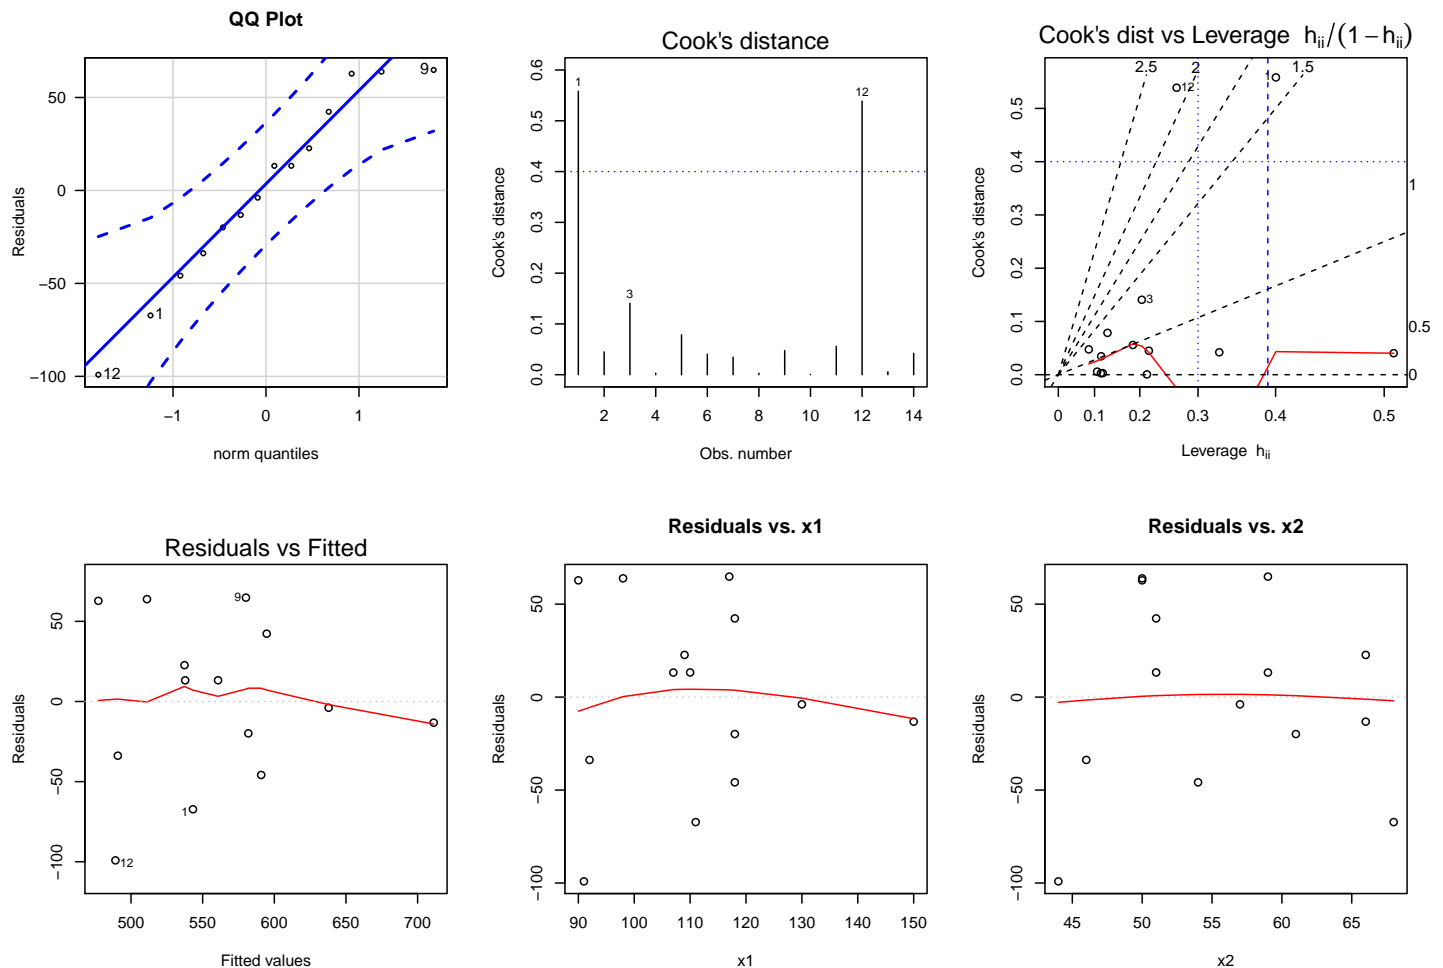 QQ Plot
50
0
−50
−100
Residuals
9
1
12
−1 0 1
norm quantiles
Cook's distance
0.6
0.5
0.4
0.3
0.2
0.1
0.0
Cook's distance
1
3
12
2 4 6 8 10 12 14
Obs. number
Cook's dist vs Leverage hii/(1 − hii)
2.5 2 1.5
1
0.5
0
0.5
0.4
0.3
0.2
0.1
0.0
Cook's distance
12
1
3
0 0.1 0.2 0.3 0.4 0.5
Leverage hii
Residuals vs Fitted
50
0
−50
−100
Residuals
9
1
12
500 550 600 650 700
Fitted values
Residuals vs. x1
50
0
−50
−100
Residuals
90 100 110 120 130 140 150
x1
Residuals vs. x2
50
0
−50
−100
Residuals
45 50 55 60 65
x2